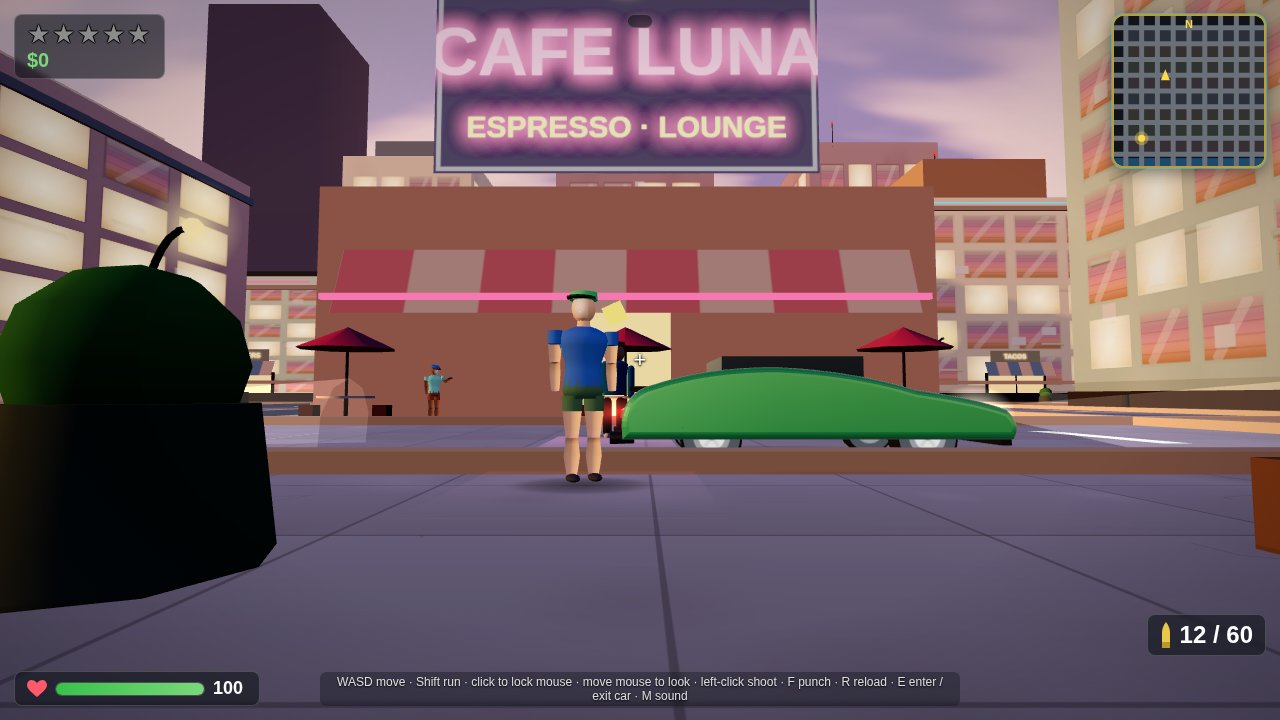 $0
N
CAFE LUNA
ESPRESSO · LOUNGE
TACOS
12 / 60
100
WASD move · Shift run · click to lock mouse · move mouse to look · left-click shoot · F punch · R reload · E enter /
exit car · M sound